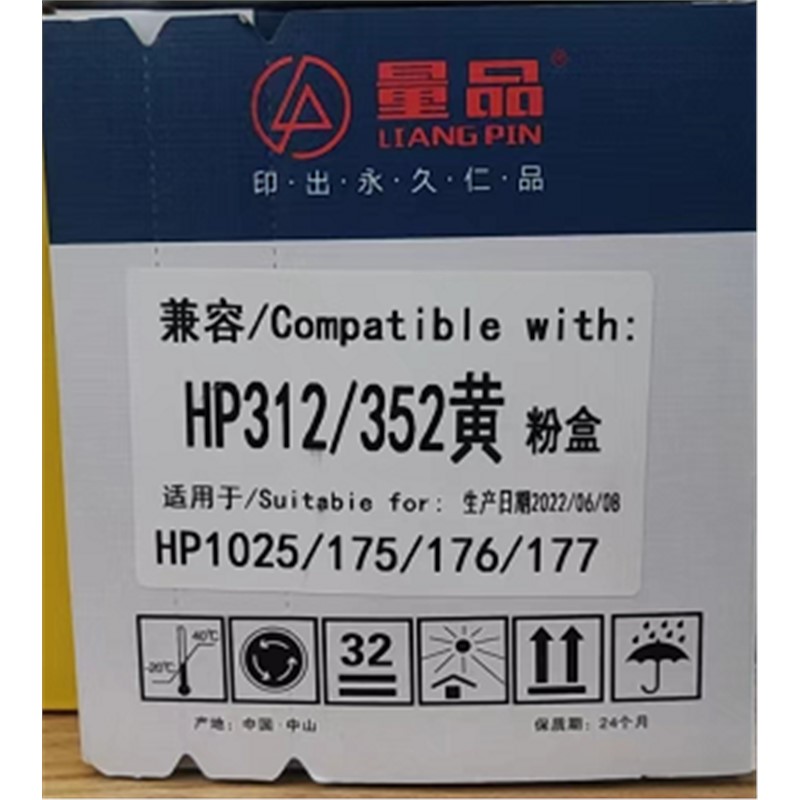 量品®
LIANG PIN
印·出·永·久·仁·品
兼容/Compatible with:
HP312/352黄 粉盒
适用于/Suitabie for: 生产日期2022/06/08
HP1025/175/176/177
40℃
-20℃
32
产地: 中国·中山
保质期: 24个月